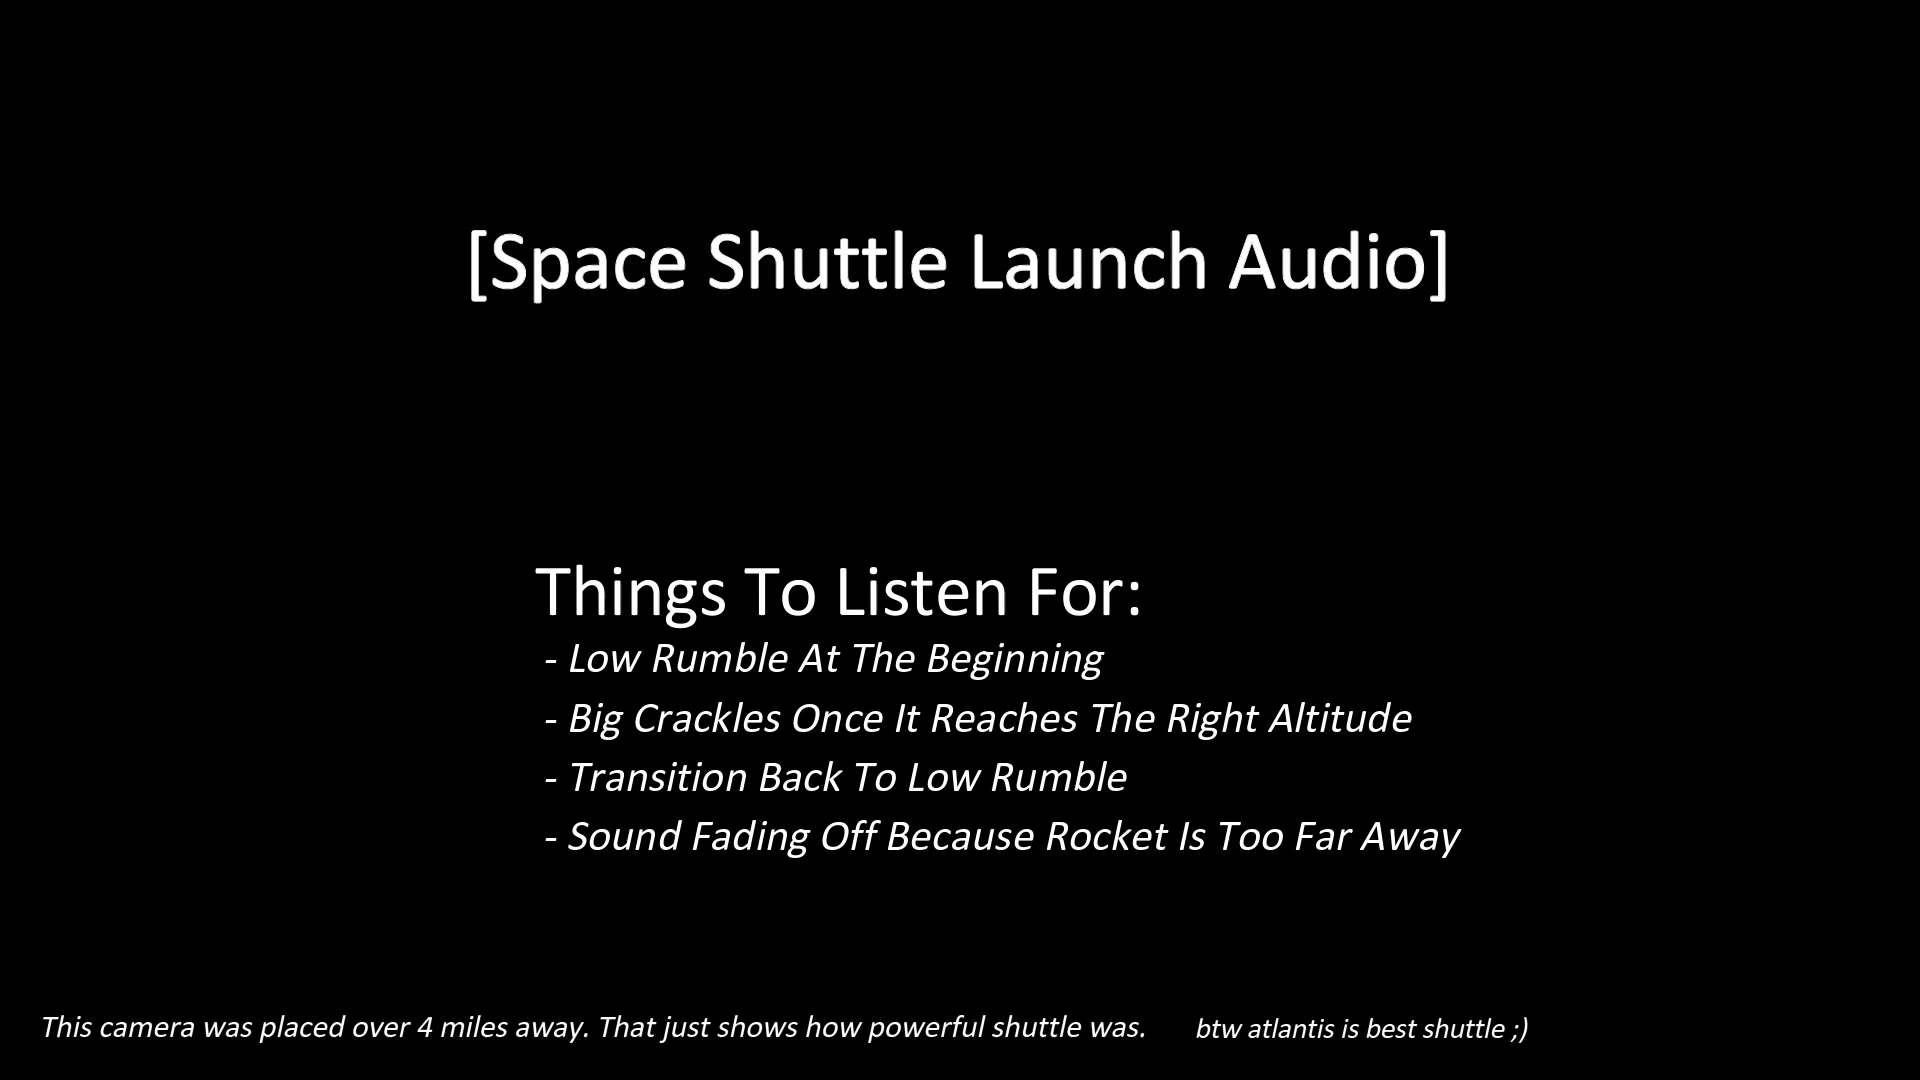 [Space Shuttle Launch Audio]
Things To Listen For:
- Low Rumble At The Beginning
- Big Crackles Once It Reaches The Right Altitude
- Transition Back To Low Rumble
- Sound Fading Off Because Rocket Is Too Far Away
This camera was placed over 4 miles away. That just shows how powerful shuttle was.
btw atlantis is best shuttle ;)